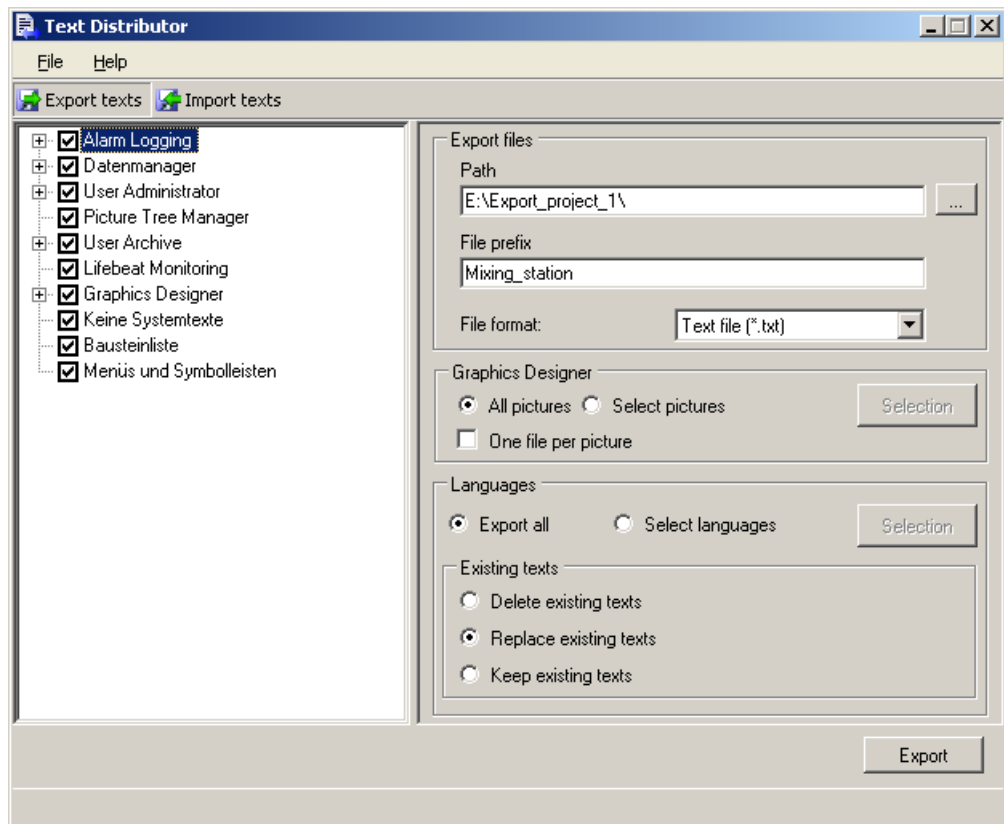 Text Distributor
File Help
Export texts Import texts
Alarm Logging
Datenmanager
User Administrator
Picture Tree Manager
User Archive
Lifebeat Monitoring
Graphics Designer
Keine Systemtexte
Bausteinliste
Menüs und Symbolleisten
Export files
Path
E:\Export_project_1\
...
File prefix
Mixing_station
File format: Text file (*.txt)
Graphics Designer
All pictures Select pictures Selection
One file per picture
Languages
Export all Select languages Selection
Existing texts
Delete existing texts
Replace existing texts
Keep existing texts
Export